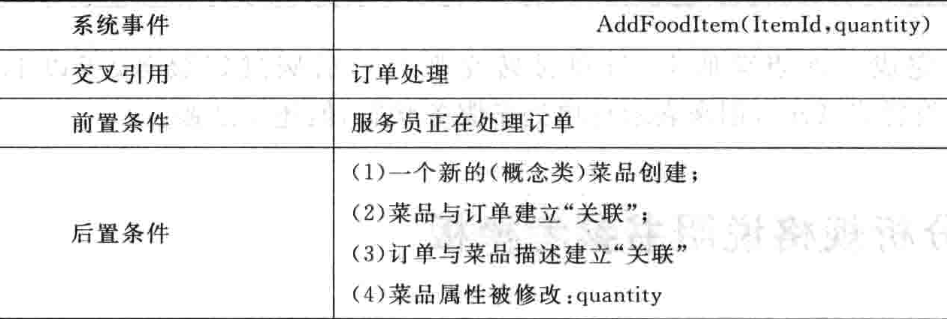 系统事件 AddFoodItem(ItemId,quantity)
交叉引用 订单处理
前置条件 服务员正在处理订单
后置条件
(1)一个新的(概念类)菜品创建;
(2)菜品与订单建立“关联”;
(3)订单与菜品描述建立“关联”
(4)菜品属性被修改:quantity